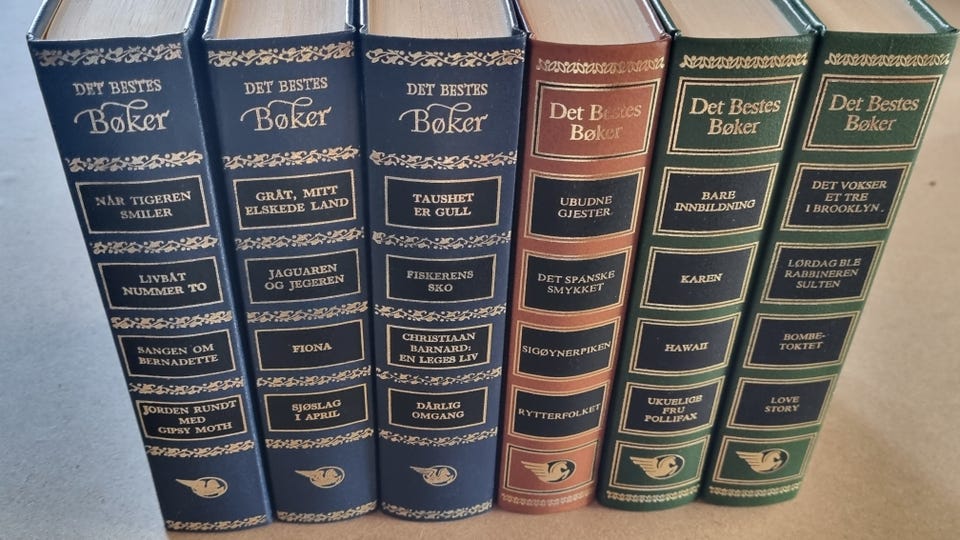 DET BESTES
Bøker
NÅR TIGEREN
SMILER
LIVBÅT
NUMMER TO
SANGEN OM
BERNADETTE
JORDEN RUNDT
MED
GIPSY MOTH
DET BESTES
Bøker
GRÅT, MITT
ELSKEDE LAND
JAGUAREN
OG JEGEREN
FIONA
SJØSLAG
I APRIL
DET BESTES
Bøker
TAUSHET
ER GULL
FISKERENS
SKO
CHRISTIAAN
BARNARD:
EN LEGES LIV
DÅRLIG
OMGANG
Det Bestes
Bøker
UBUDNE
GJESTER
DET SPANSKE
SMYKKET
SIGØYNERPIKEN
RYTTERFOLKET
Det Bestes
Bøker
BARE
INNBILDNING
KAREN
HAWAII
UKUELIGE
FRU
POLLIFAX
Det Bestes
Bøker
DET VOKSER
ET TRE
I BROOKLYN
LØRDAG BLE
RABBINEREN
SULTEN
BOMBE-
TOKTET
LOVE
STORY